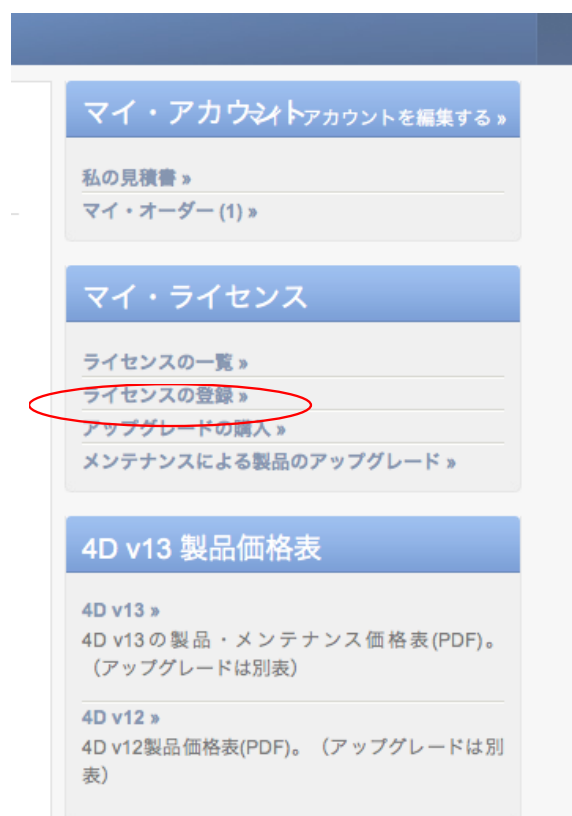 マイ・アカウント
マイ・アカウントを編集する »
私の見積書 »
マイ・オーダー (1) »
マイ・ライセンス
ライセンスの一覧 »
ライセンスの登録 »
アップグレードの購入 »
メンテナンスによる製品のアップグレード »
4D v13 製品価格表
4D v13 »
4D v13の製品・メンテナンス価格表(PDF)。
（アップグレードは別表）
4D v12 »
4D v12製品価格表(PDF)。（アップグレードは別
表）